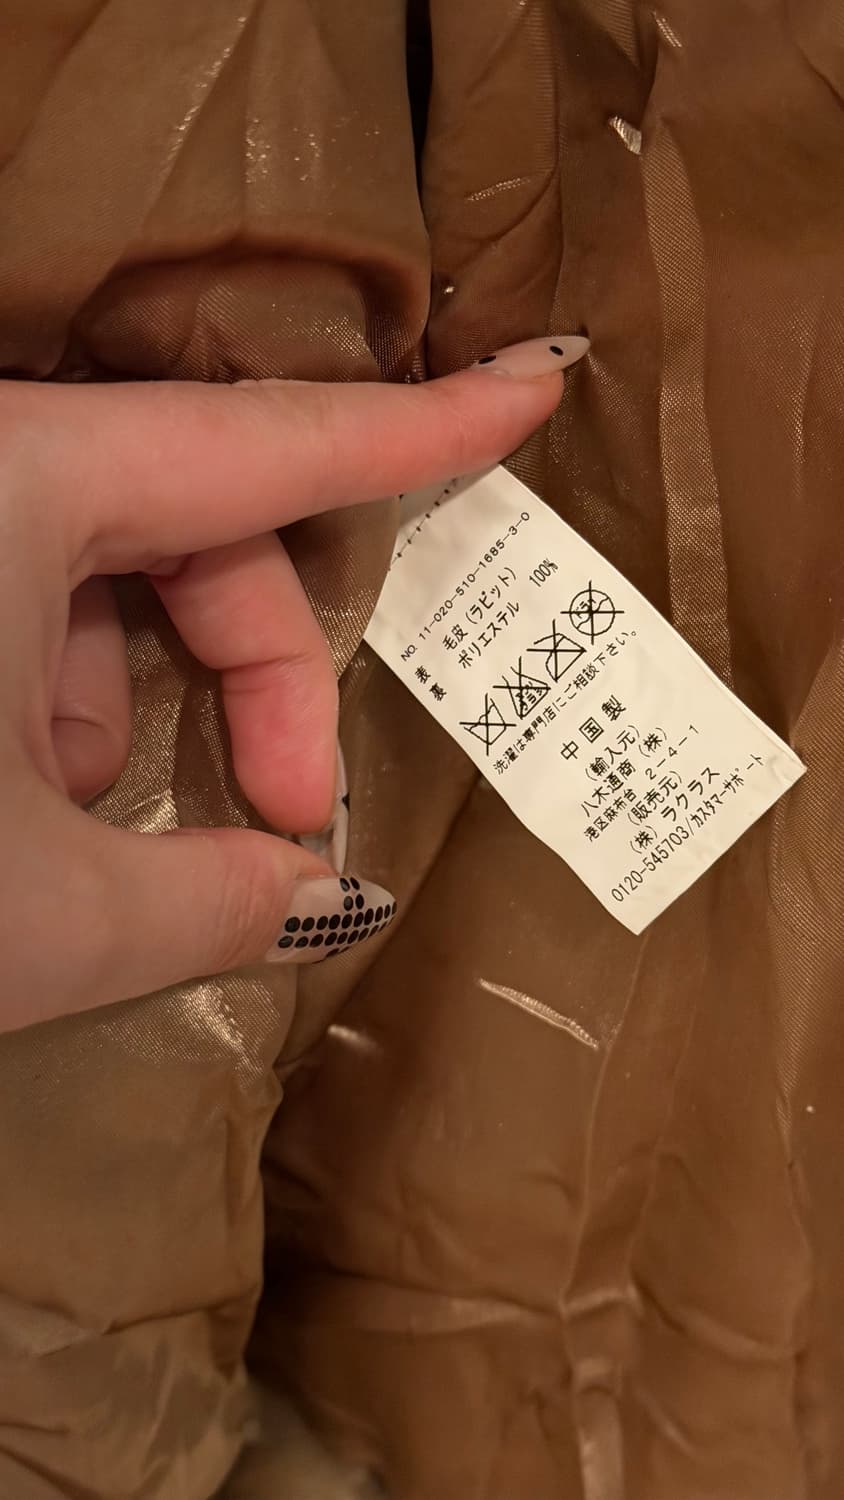 NO. 11-020-510-1685-3-0
表 毛皮(ラビット)
裏 ポリエステル 100%
洗濯は専門店にご相談下さい。
中国製
(輸入元)
八木通商(株)
港区麻布台 2-4-1
(販売元)
(株)ラクラス
0120-545703/カスタマーサポート